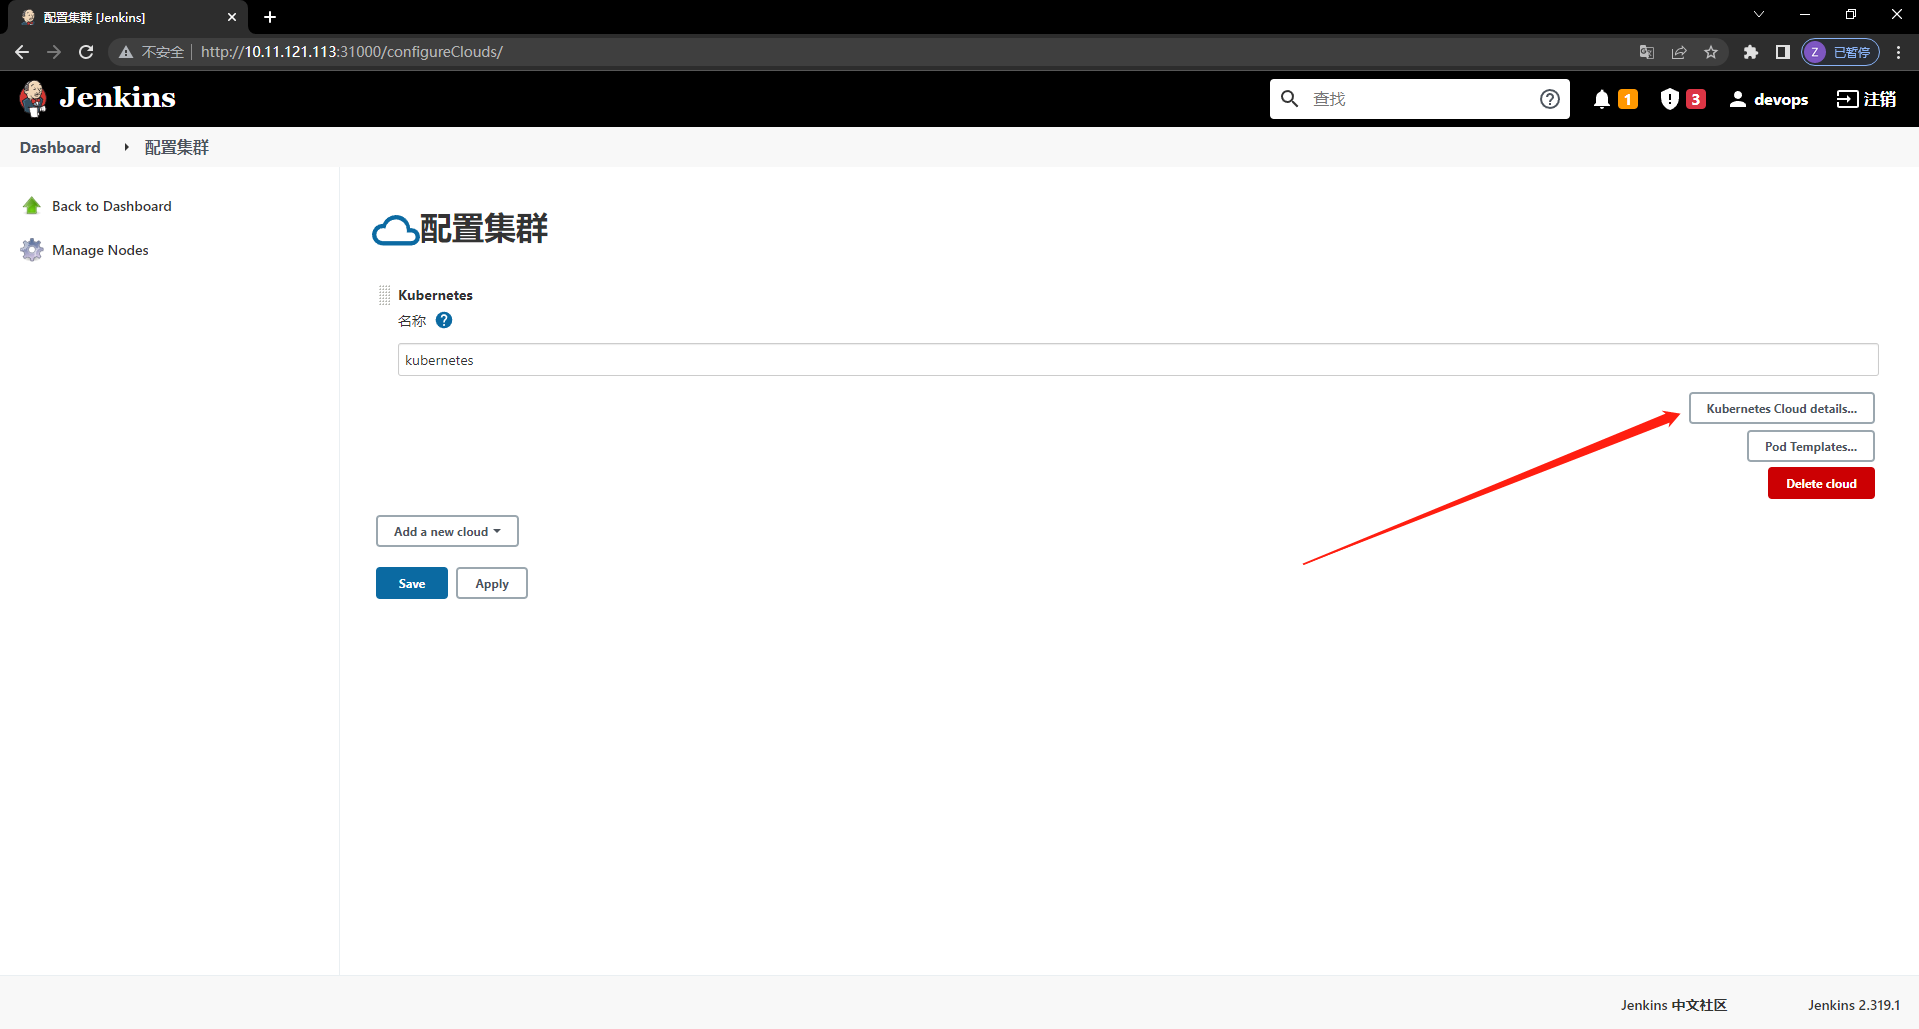 配置集群 [Jenkins]
不安全 | http://10.11.121.113:31000/configureClouds/
Z 已暂停
Jenkins
查找
1
3
devops
注销
Dashboard
配置集群
Back to Dashboard
Manage Nodes
配置集群
Kubernetes
名称 ?
kubernetes
Kubernetes Cloud details...
Pod Templates...
Delete cloud
Add a new cloud
Save
Apply
Jenkins 中文社区
Jenkins 2.319.1